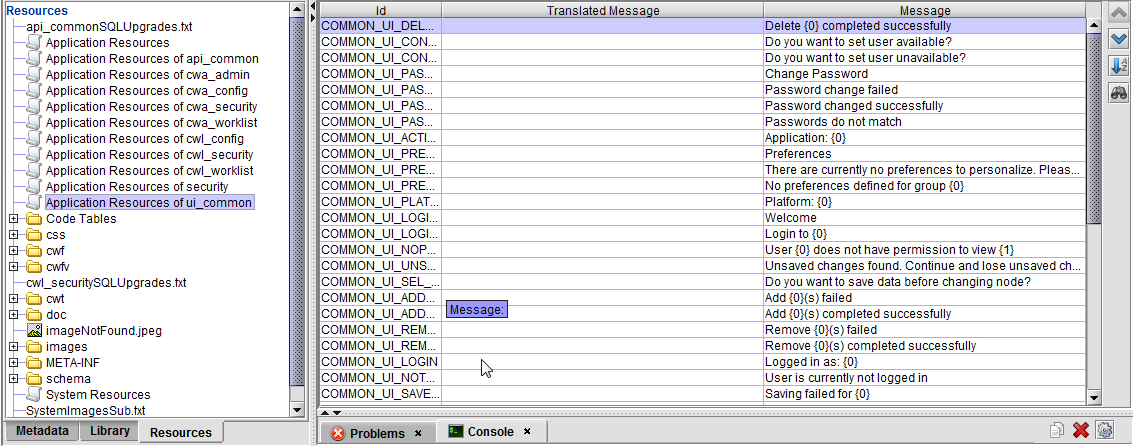 Resources
api_commonSQLUpgrades.txt
Application Resources
Application Resources of api_common
Application Resources of cwa_admin
Application Resources of cwa_config
Application Resources of cwa_security
Application Resources of cwa_worklist
Application Resources of cwl_config
Application Resources of cwl_security
Application Resources of cwl_worklist
Application Resources of security
Application Resources of ui_common
Code Tables
css
cwf
cwfv
cwl_securitySQLUpgrades.txt
cwt
doc
imageNotFound.jpeg
images
META-INF
schema
System Resources
SystemImagesSub.txt
Metadata Library Resources
Id Translated Message Message
COMMON_UI_DEL... Delete {0} completed successfully
COMMON_UI_CON... Do you want to set user available?
COMMON_UI_CON... Do you want to set user unavailable?
COMMON_UI_PAS... Change Password
COMMON_UI_PAS... Password change failed
COMMON_UI_PAS... Password changed successfully
COMMON_UI_PAS... Passwords do not match
COMMON_UI_ACTI... Application: {0}
COMMON_UI_PRE... Preferences
COMMON_UI_PRE... There are currently no preferences to personalize. Pleas...
COMMON_UI_PRE... No preferences defined for group {0}
COMMON_UI_PLAT... Platform: {0}
COMMON_UI_LOGI... Welcome
COMMON_UI_LOGI... Login to {0}
COMMON_UI_NOP... User {0} does not have permission to view {1}
COMMON_UI_UNS... Unsaved changes found. Continue and lose unsaved ch...
COMMON_UI_SEL_... Do you want to save data before changing node?
COMMON_UI_ADD... Add {0}(s) failed
COMMON_UI_ADD... Message: Add {0}(s) completed successfully
COMMON_UI_REM... Remove {0}(s) failed
COMMON_UI_REM... Remove {0}(s) completed successfully
COMMON_UI_LOGIN Logged in as: {0}
COMMON_UI_NOT... User is currently not logged in
COMMON_UI_SAVE... Saving failed for {0}
Problems × Console ×